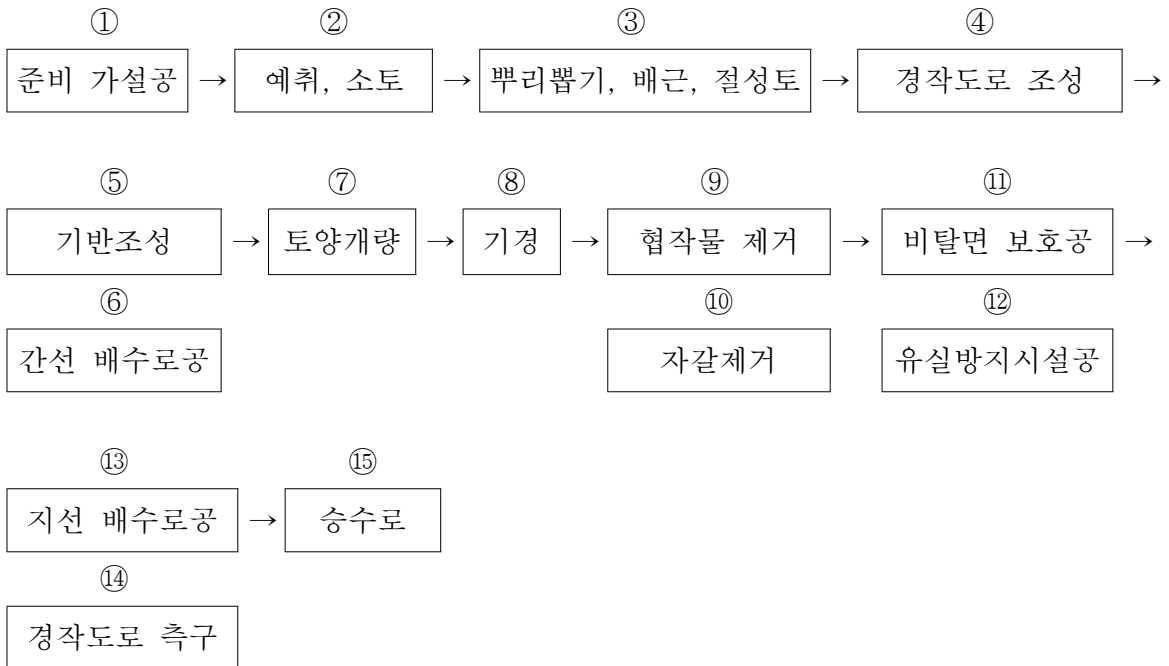 ① ② ③ ④
준비 가설공 → 예취, 소토 → 뿌리뽑기, 배근, 절성토 → 경작도로 조성 →
⑤ ⑦ ⑧ ⑨ ⑪
기반조성 → 토양개량 → 기경 → 협작물 제거 → 비탈면 보호공 →
⑥ ⑩ ⑫
간선 배수로공 자갈제거 유실방지시설공
⑬ ⑮
지선 배수로공 → 승수로
⑭
경작도로 측구